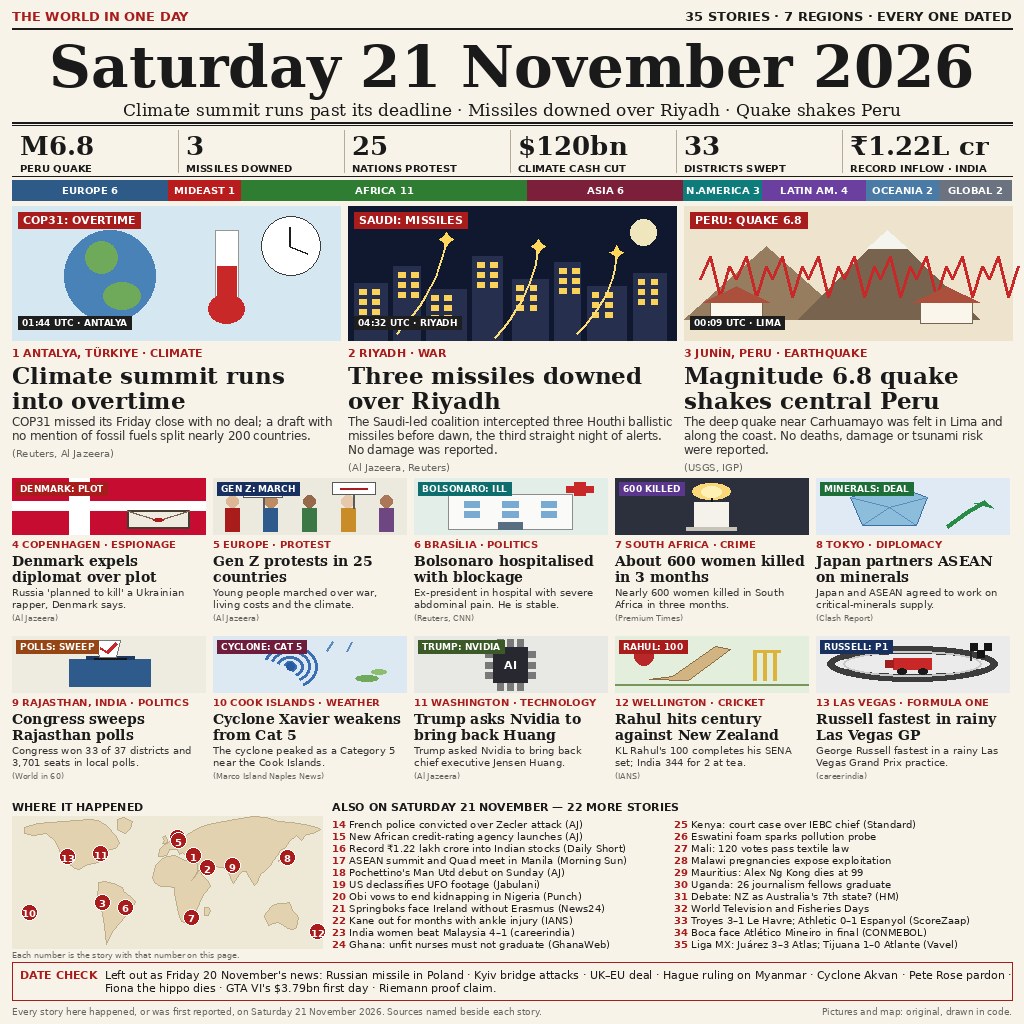 THE WORLD IN ONE DAY
35 STORIES · 7 REGIONS · EVERY ONE DATED
Saturday 21 November 2026
Climate summit runs past its deadline · Missiles downed over Riyadh · Quake shakes Peru
M6.8
PERU QUAKE
3
MISSILES DOWNED
25
NATIONS PROTEST
$120bn
CLIMATE CASH CUT
33
DISTRICTS SWEPT
₹1.22L cr
RECORD INFLOW · INDIA
EUROPE 6
MIDEAST 1
AFRICA 11
ASIA 6
N.AMERICA 3
LATIN AM. 4
OCEANIA 2
GLOBAL 2
COP31: OVERTIME
01:44 UTC · ANTALYA
SAUDI: MISSILES
04:32 UTC · RIYADH
PERU: QUAKE 6.8
00:09 UTC · LIMA
1 ANTALYA, TÜRKIYE · CLIMATE
Climate summit runs
into overtime
COP31 missed its Friday close with no deal; a draft with
no mention of fossil fuels split nearly 200 countries.
(Reuters, Al Jazeera)
2 RIYADH · WAR
Three missiles downed
over Riyadh
The Saudi-led coalition intercepted three Houthi ballistic
missiles before dawn, the third straight night of alerts.
No damage was reported.
(Al Jazeera, Reuters)
3 JUNÍN, PERU · EARTHQUAKE
Magnitude 6.8 quake
shakes central Peru
The deep quake near Carhuamayo was felt in Lima and
along the coast. No deaths, damage or tsunami risk
were reported.
(USGS, IGP)
DENMARK: PLOT
4 COPENHAGEN · ESPIONAGE
Denmark expels
diplomat over plot
Russia 'planned to kill' a Ukrainian
rapper, Denmark says.
(Al Jazeera)
GEN Z: MARCH
5 EUROPE · PROTEST
Gen Z protests in 25
countries
Young people marched over war,
living costs and the climate.
(Al Jazeera)
BOLSONARO: ILL
6 BRASÍLIA · POLITICS
Bolsonaro hospitalised
with blockage
Ex-president in hospital with severe
abdominal pain. He is stable.
(Reuters, CNN)
600 KILLED
7 SOUTH AFRICA · CRIME
About 600 women killed
in 3 months
Nearly 600 women killed in South
Africa in three months.
(Premium Times)
MINERALS: DEAL
8 TOKYO · DIPLOMACY
Japan partners ASEAN
on minerals
Japan and ASEAN agreed to work on
critical-minerals supply.
(Clash Report)
POLLS: SWEEP
9 RAJASTHAN, INDIA · POLITICS
Congress sweeps
Rajasthan polls
Congress won 33 of 37 districts and
3,701 seats in local polls.
(World in 60)
CYCLONE: CAT 5
10 COOK ISLANDS · WEATHER
Cyclone Xavier weakens
from Cat 5
The cyclone peaked as a Category 5
near the Cook Islands.
(Marco Island Naples News)
TRUMP: NVIDIA
AI
11 WASHINGTON · TECHNOLOGY
Trump asks Nvidia to
bring back Huang
Trump asked Nvidia to bring back
chief executive Jensen Huang.
(Al Jazeera)
RAHUL: 100
12 WELLINGTON · CRICKET
Rahul hits century
against New Zealand
KL Rahul's 100 completes his SENA
set; India 344 for 2 at tea.
(IANS)
RUSSELL: P1
13 LAS VEGAS · FORMULA ONE
Russell fastest in rainy
Las Vegas GP
George Russell fastest in a rainy Las
Vegas Grand Prix practice.
(careerindia)
WHERE IT HAPPENED
5
13
11
1
2
9
8
3
6
10
7
12
Each number is the story with that number on this page.
ALSO ON SATURDAY 21 NOVEMBER — 22 MORE STORIES
14 French police convicted over Zecler attack (AJ)
15 New African credit-rating agency launches (AJ)
16 Record ₹1.22 lakh crore into Indian stocks (Daily Short)
17 ASEAN summit and Quad meet in Manila (Morning Sun)
18 Pochettino's Man Utd debut on Sunday (AJ)
19 US declassifies UFO footage (Jabulani)
20 Obi vows to end kidnapping in Nigeria (Punch)
21 Springboks face Ireland without Erasmus (News24)
22 Kane out for months with ankle injury (IANS)
23 India women beat Malaysia 4–1 (careerindia)
24 Ghana: unfit nurses must not graduate (GhanaWeb)
25 Kenya: court case over IEBC chief (Standard)
26 Eswatini foam sparks pollution probe
27 Mali: 120 votes pass textile law
28 Malawi pregnancies expose exploitation
29 Mauritius: Alex Ng Kong dies at 99
30 Uganda: 26 journalism fellows graduate
31 Debate: NZ as Australia's 7th state? (HM)
32 World Television and Fisheries Days
33 Troyes 3–1 Le Havre; Athletic 0–1 Espanyol (ScoreZaap)
34 Boca face Atlético Mineiro in final (CONMEBOL)
35 Liga MX: Juárez 3–3 Atlas; Tijuana 1–0 Atlante (Vavel)
DATE CHECK Left out as Friday 20 November's news: Russian missile in Poland · Kyiv bridge attacks · UK–EU deal · Hague ruling on Myanmar · Cyclone Akvan · Pete Rose pardon ·
Fiona the hippo dies · GTA VI's $3.79bn first day · Riemann proof claim.
Every story here happened, or was first reported, on Saturday 21 November 2026. Sources named beside each story.
Pictures and map: original, drawn in code.